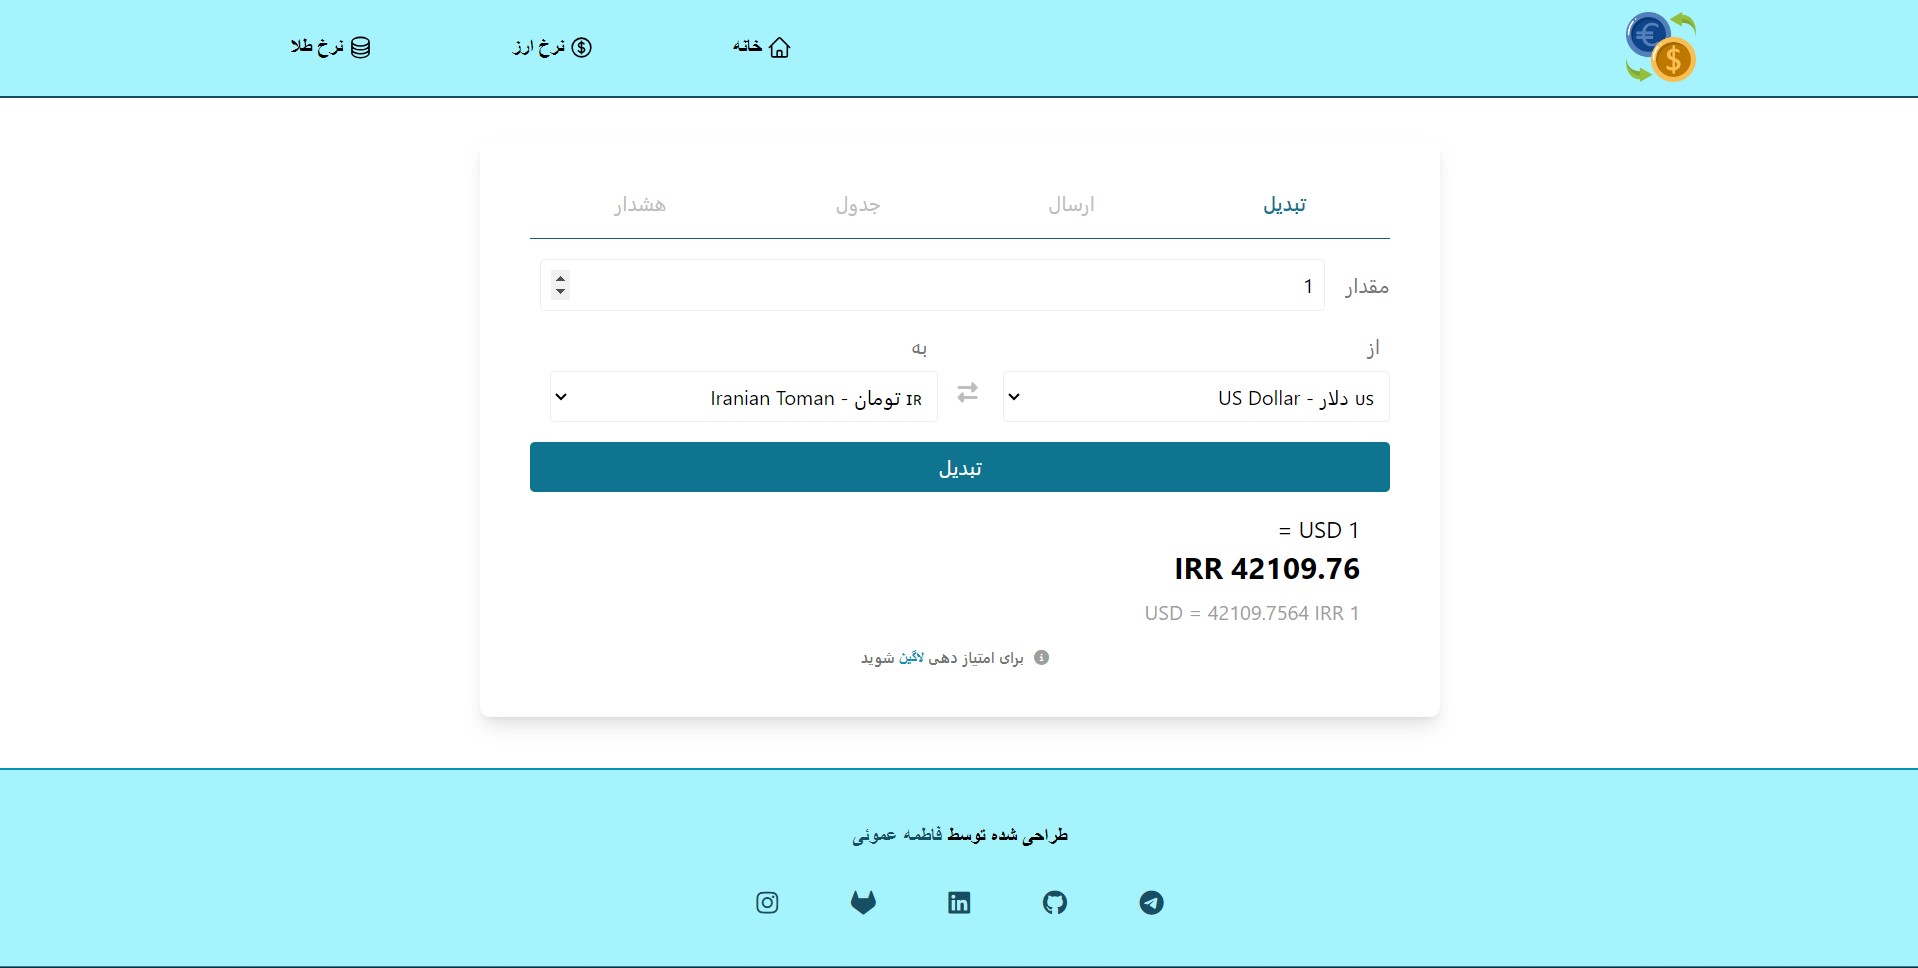 خانه
نرخ ارز
نرخ طلا
تبدیل
ارسال
جدول
هشدار
مقدار
1
از
به
US دلار - US Dollar
IR تومان - Iranian Toman
تبدیل
1 USD =
42109.76 IRR
1 USD = 42109.7564 IRR
برای امتیاز دهی لاگین شوید
طراحی شده توسط فاطمه عموئی